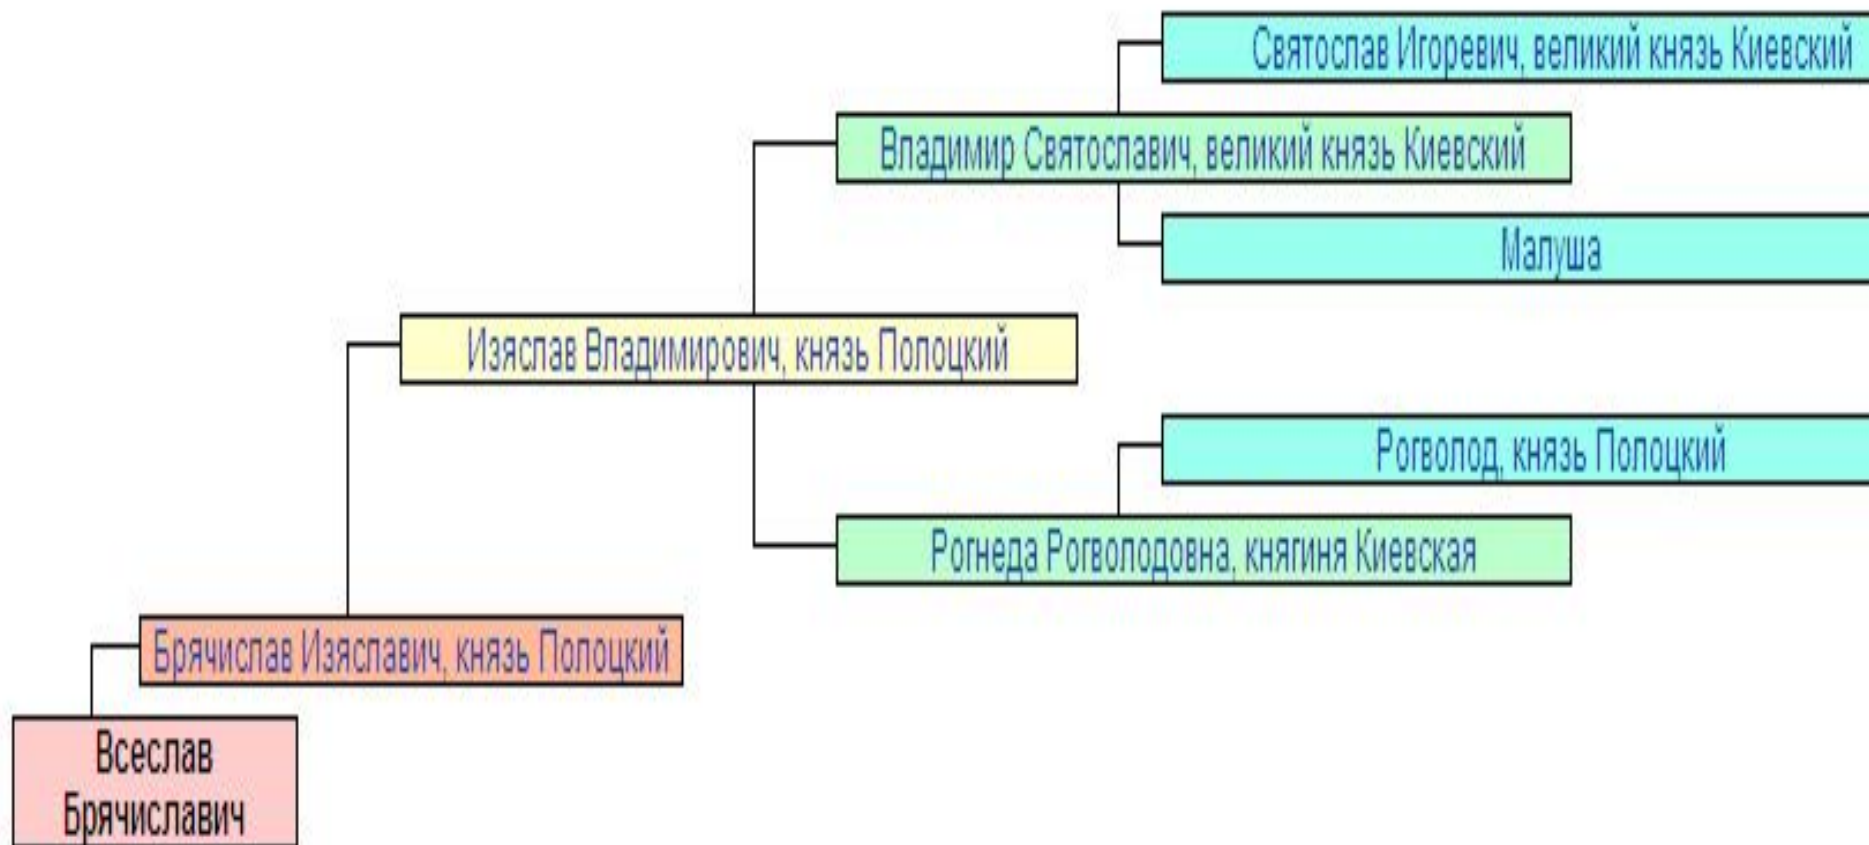 Святослав Игоревич, великий князь Киевский
Владимир Святославич, великий князь Киевский
Малуша
Изяслав Владимирович, князь Полоцкий
Рогволод, князь Полоцкий
Рогнеда Рогволодовна, княгиня Киевская
Брячислав Изяславич, князь Полоцкий
Всеслав
Брячиславич